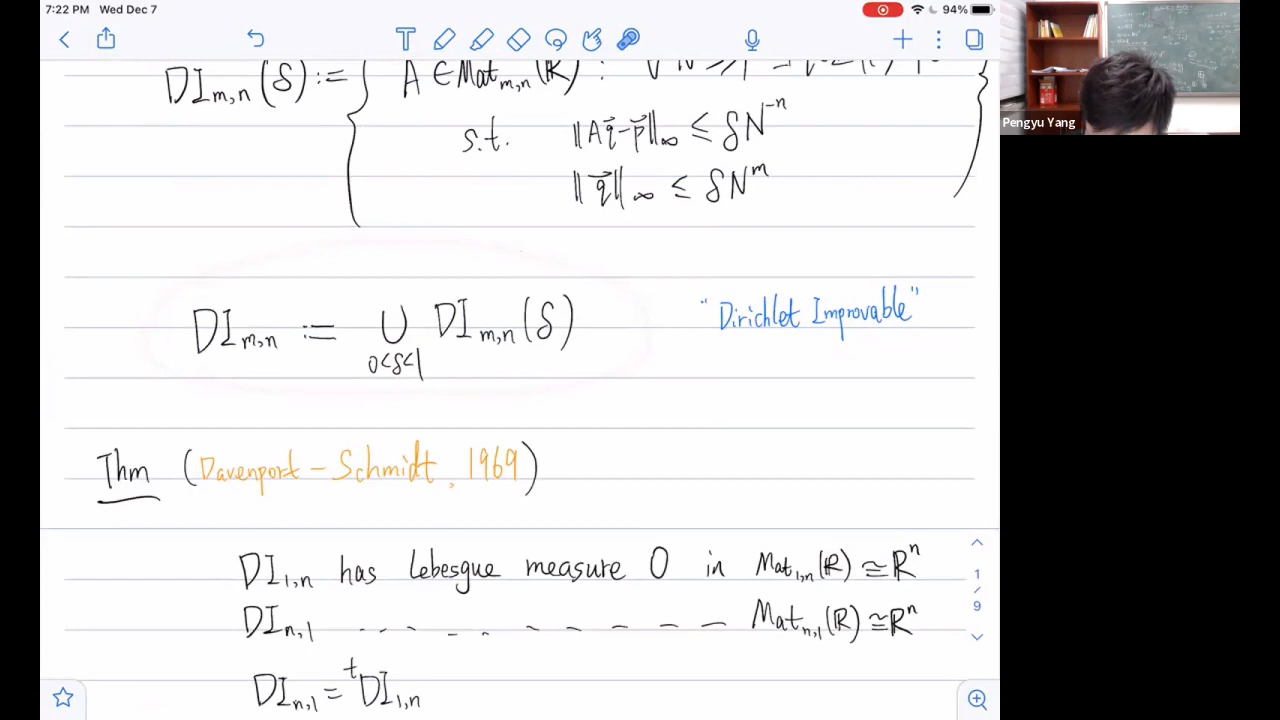 7:22 PM Wed Dec 7
94%
DI_{m,n}(δ) := { A ∈ Mat_{m,n}(ℝ) :
s.t. ‖Aq⃗-p⃗‖_∞ ≤ δN^{-n}
‖q⃗‖_∞ ≤ δN^m
Pengyu Yang
DI_{m,n} := ∪_{0<δ<1} DI_{m,n}(δ) "Dirichlet Improvable"
Thm (Davenport - Schmidt, 1969)
DI_{1,n} has Lebesgue measure 0 in Mat_{1,n}(ℝ) ≅ ℝ^n
DI_{n,1} - - - - - - - - - - Mat_{n,1}(ℝ) ≅ ℝ^n
DI_{n,1} = ^tDI_{1,n}
1
/
9